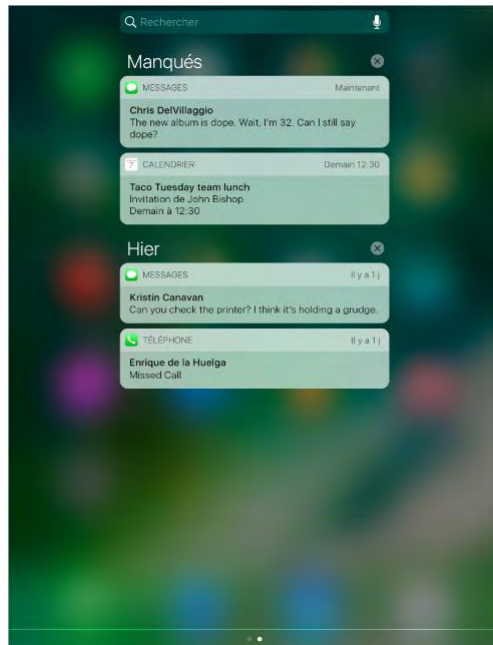 Rechercher
Manqués
MESSAGES Maintenant
Chris DelVillaggio
The new album is dope. Wait, I'm 32. Can I still say
dope?
7 CALENDRIER Demain 12:30
Taco Tuesday team lunch
Invitation de John Bishop
Demain à 12:30
Hier
MESSAGES Il y a 1 j
Kristin Canavan
Can you check the printer? I think it's holding a grudge.
TÉLÉPHONE Il y a 1 j
Enrique de la Huelga
Missed Call